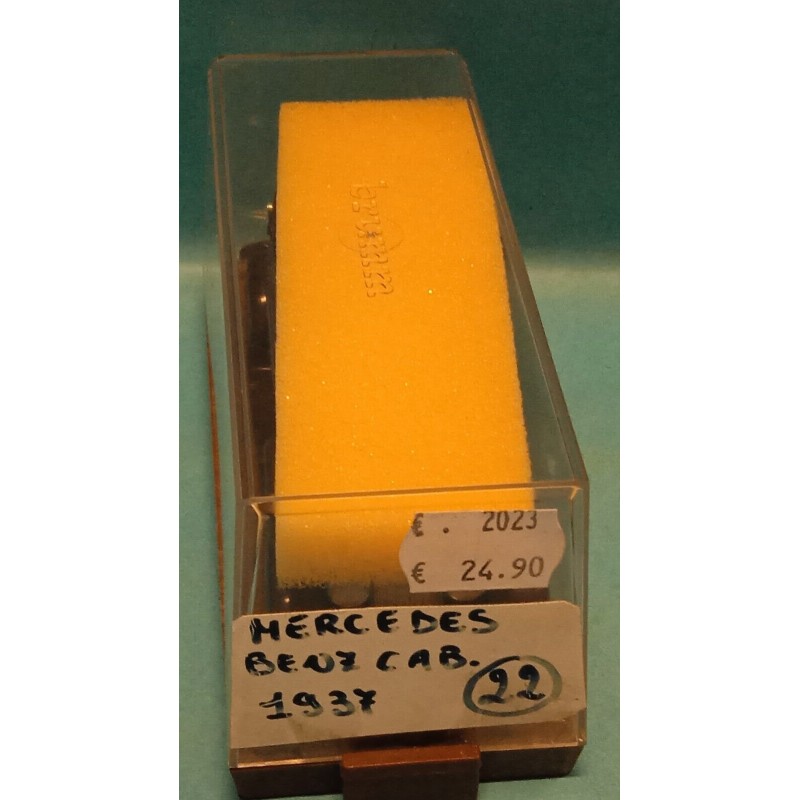 €. 2023
€ 24.90
MERCEDES
BENZ CAB.
1937
22